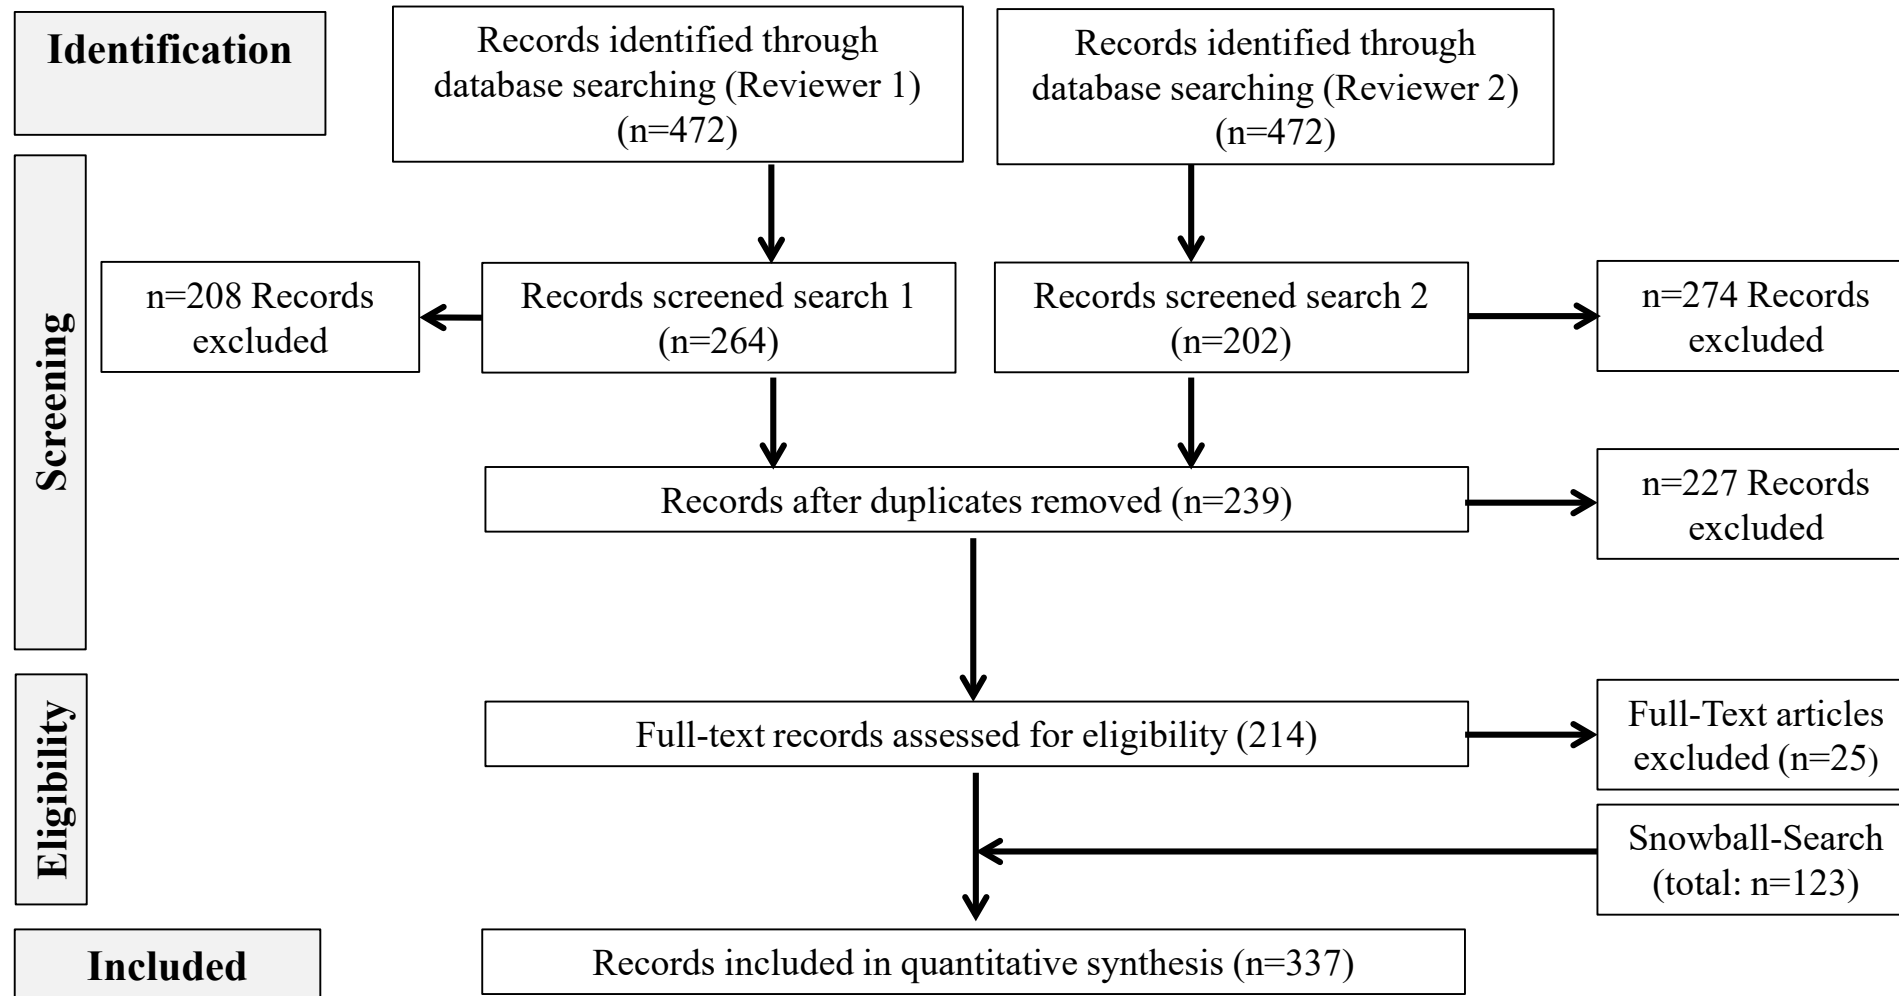 Identification
Records identified through
database searching (Reviewer 1)
(n=472)
Records identified through
database searching (Reviewer 2)
(n=472)
Screening
n=208 Records
excluded
Records screened search 1
(n=264)
Records screened search 2
(n=202)
n=274 Records
excluded
Records after duplicates removed (n=239)
n=227 Records
excluded
Eligibility
Full-text records assessed for eligibility (214)
Full-Text articles
excluded (n=25)
Snowball-Search
(total: n=123)
Included
Records included in quantitative synthesis (n=337)